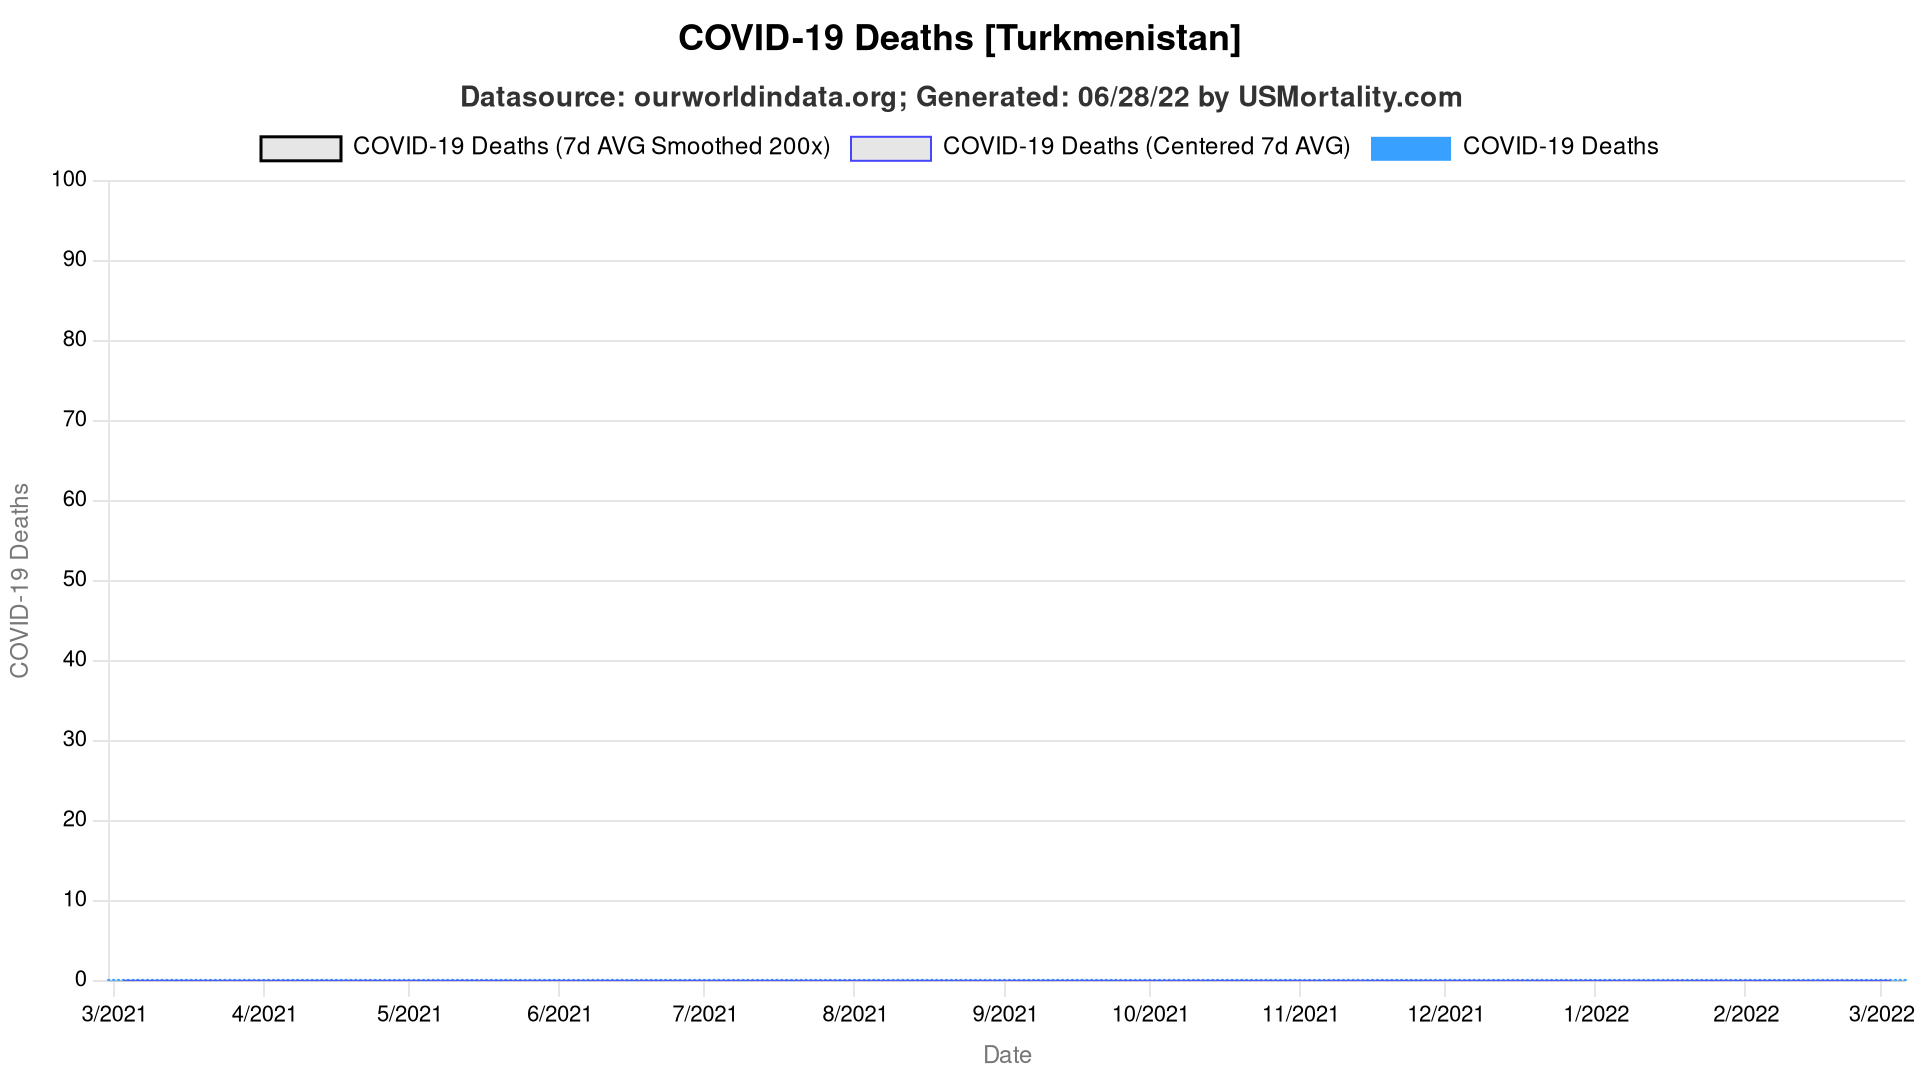 COVID-19 Deaths [Turkmenistan]
Datasource: ourworldindata.org; Generated: 06/28/22 by USMortality.com
COVID-19 Deaths (7d AVG Smoothed 200x) COVID-19 Deaths (Centered 7d AVG) COVID-19 Deaths
100
90
80
70
60
50
40
30
20
10
0
COVID-19 Deaths
3/2021 4/2021 5/2021 6/2021 7/2021 8/2021 9/2021 10/2021 11/2021 12/2021 1/2022 2/2022 3/2022
Date